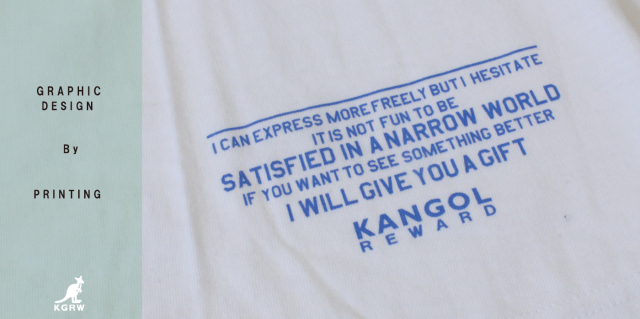 GRAPHIC
DESIGN
By
PRINTING
KGRW
I CAN EXPRESS MORE FREELY BUT I HESITATE
IT IS NOT FUN TO BE
SATISFIED IN A NARROW WORLD
IF YOU WANT TO SEE SOMETHING BETTER
I WILL GIVE YOU A GIFT
KANGOL
REWARD